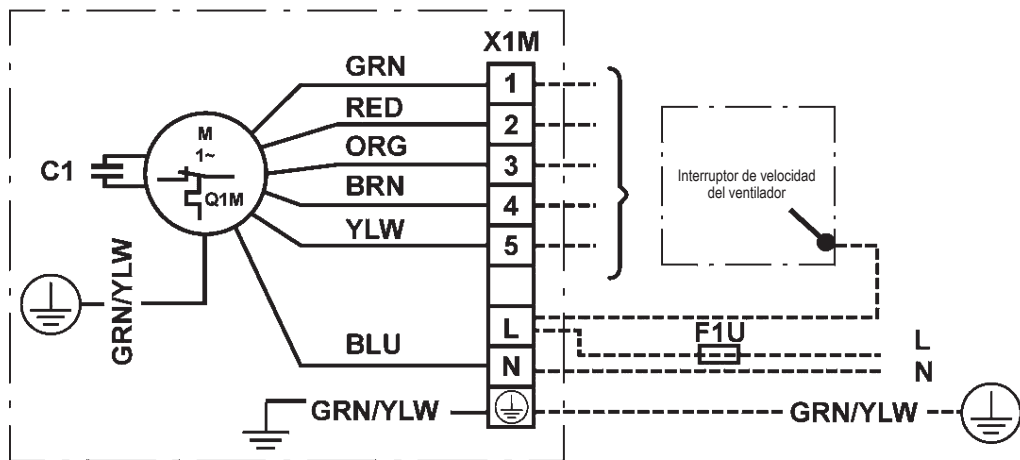 X1M
GRN
1
RED
2
M
1~
ORG
3
C1
Q1M
BRN
4
YLW
5
Interruptor de velocidad
del ventilador
GRN/YLW
L
F1U
L
BLU
N
N
GRN/YLW
GRN/YLW